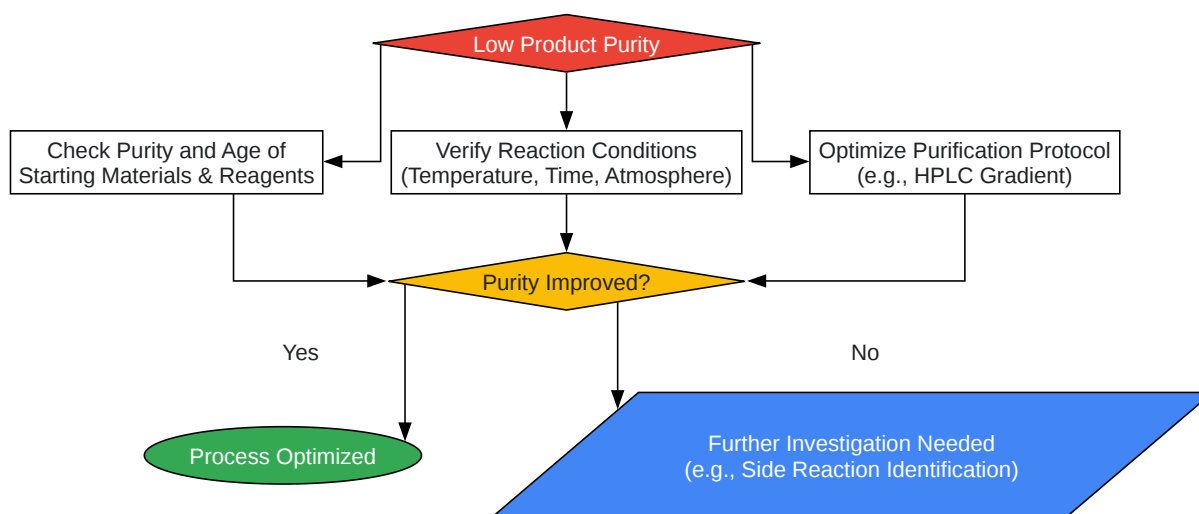 Low Product Purity
Check Purity and Age of
Starting Materials & Reagents
Verify Reaction Conditions
(Temperature, Time, Atmosphere)
Optimize Purification Protocol
(e.g., HPLC Gradient)
Purity Improved?
Yes
No
Process Optimized
Further Investigation Needed
(e.g., Side Reaction Identification)